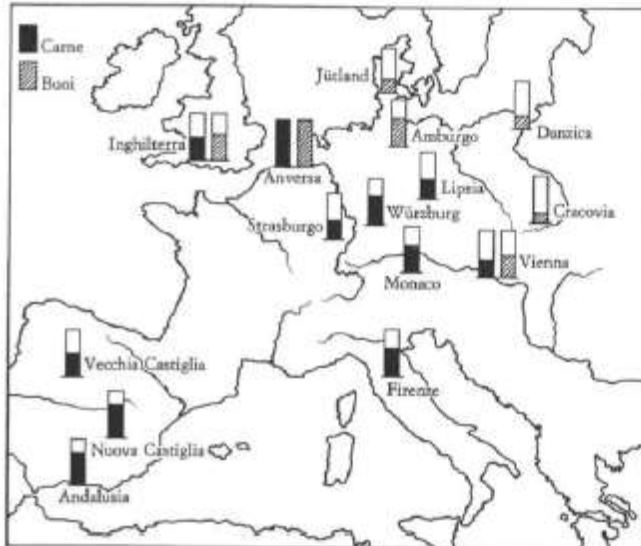 Carne
Buoi
Jütland
Inghilterra
Amburgo
Danzica
Anversa
Lipsia
Cracovia
Strasburgo
Würzburg
Monaco
Vienna
Vecchia Castiglia
Firenze
Nuova Castiglia
Andalusia